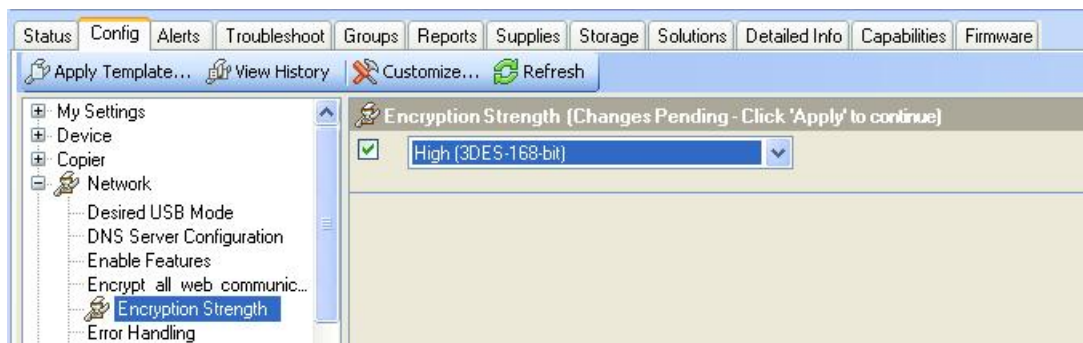 Status Config Alerts Troubleshoot Groups Reports Supplies Storage Solutions Detailed Info Capabilities Firmware
Apply Template... View History Customize... Refresh
My Settings
Device
Copier
Network
Desired USB Mode
DNS Server Configuration
Enable Features
Encrypt all web communic...
Encryption Strength
Error Handling
Encryption Strength (Changes Pending - Click 'Apply' to continue)
High (3DES-168-bit)